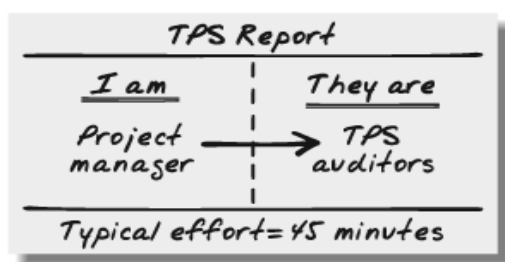 TPS Report
I am
They are
Project manager
TPS auditors
Typical effort=45 minutes